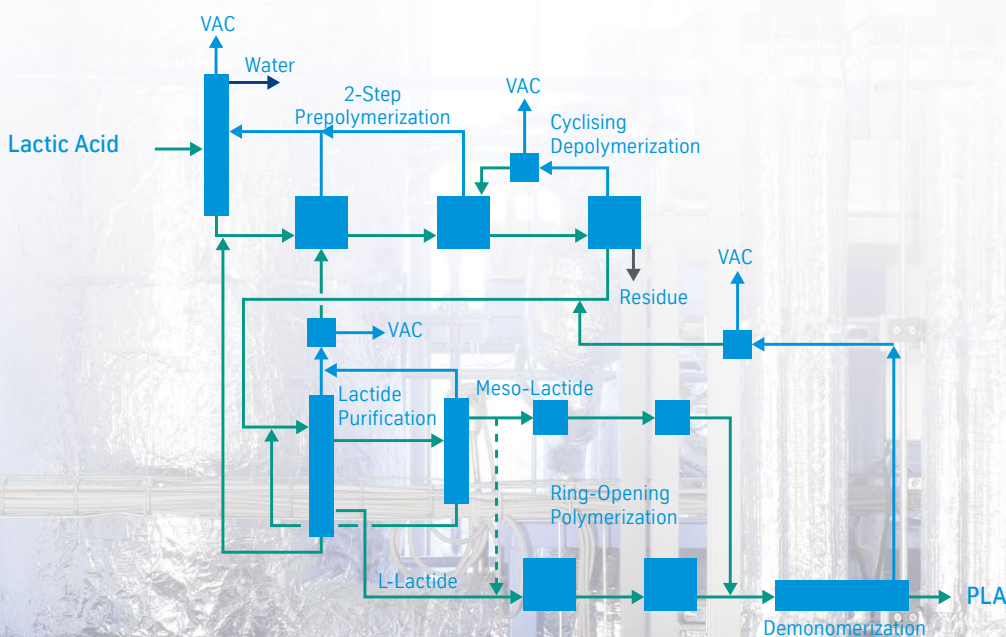 VAC
Water
2-Step
Prepolymerization
VAC
Cyclising
Depolymerization
Lactic Acid
Residue
VAC
VAC
Lactide
Purification
Meso-Lactide
Ring-Opening
Polymerization
L-Lactide
PLA
Demonomerization